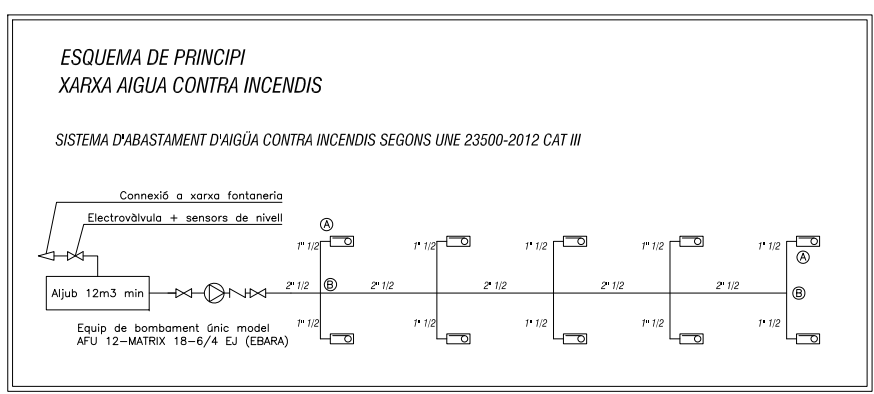 ESQUEMA DE PRINCIPI
XARXA AIGUA CONTRA INCENDIS
SISTEMA D'ABASTAMENT D'AIGÜA CONTRA INCENDIS SEGONS UNE 23500-2012 CAT III
Connexió a xarxa fontaneria
Electrovàlvula + sensors de nivell
A
1" 1/2 1" 1/2 1" 1/2 1" 1/2 1" 1/2
A
Aljub 12m3 min
2" 1/2 B 2" 1/2 2" 1/2 2" 1/2 2" 1/2 B
1" 1/2 1" 1/2 1" 1/2 1" 1/2 1" 1/2
Equip de bombament únic model
AFU 12-MATRIX 18-6/4 EJ (EBARA)